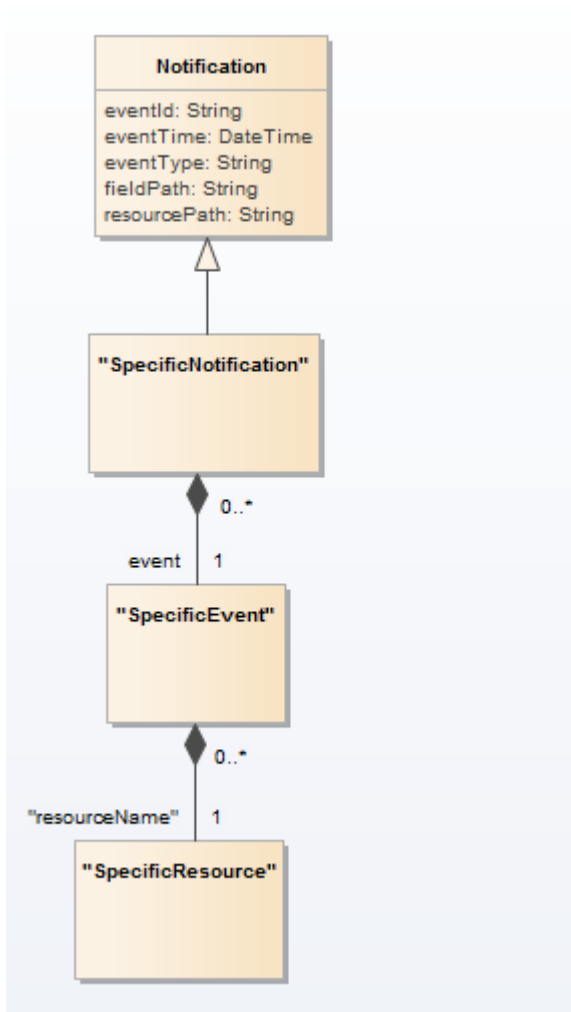 Notification
eventId: String
eventTime: DateTime
eventType: String
fieldPath: String
resourcePath: String
"SpecificNotification"
0..*
event 1
"SpecificEvent"
0..*
"resourceName" 1
"SpecificResource"